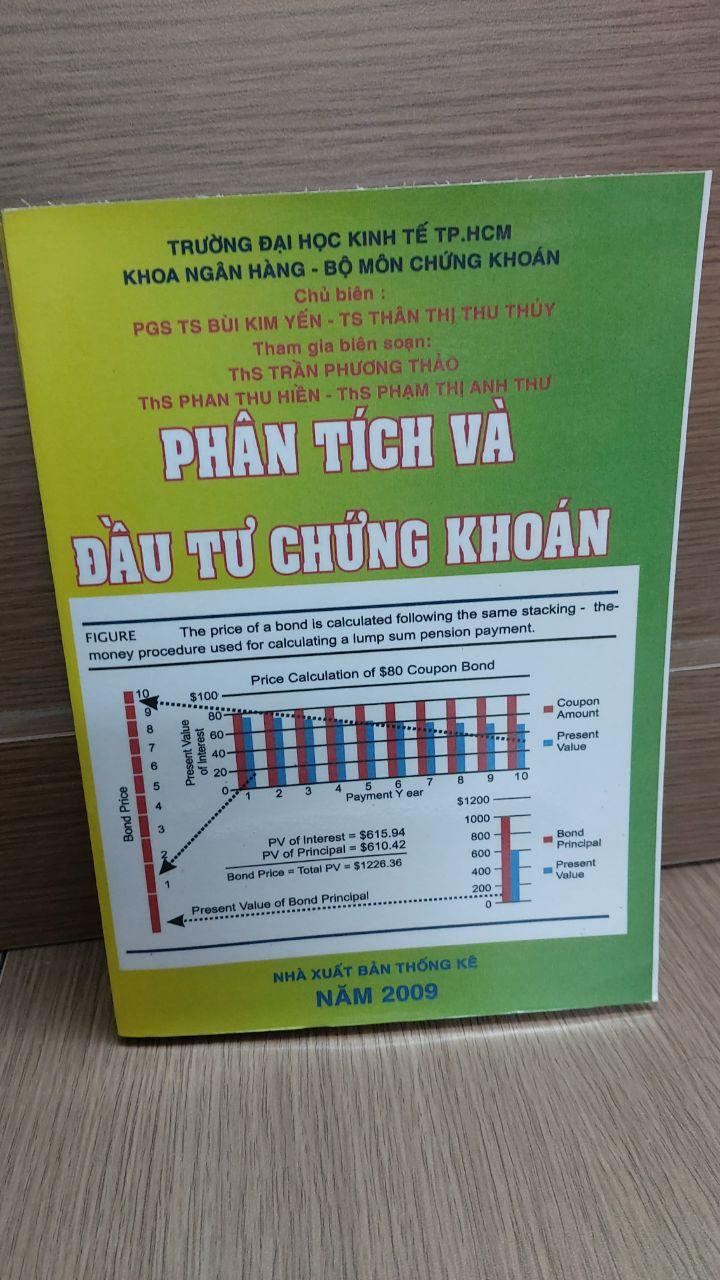 TRƯỜNG ĐẠI HỌC KINH TẾ TP.HCM
KHOA NGÂN HÀNG - BỘ MÔN CHỨNG KHOÁN
Chủ biên :
PGS TS BÙI KIM YẾN - TS THÂN THỊ THU THỦY
Tham gia biên soạn:
ThS TRẦN PHƯƠNG THẢO
ThS PHAN THU HIỀN - ThS PHẠM THỊ ANH THƯ
PHÂN TÍCH VÀ
ĐẦU TƯ CHỨNG KHOÁN
FIGURE The price of a bond is calculated following the same stacking - the-
money procedure used for calculating a lump sum pension payment.
Price Calculation of $80 Coupon Bond
Bond Price
10
9
8
7
6
5
4
3
2
1
Present Value
of Interest
$100
80
60
40
20
0
1 2 3 4 5 6 7 8 9 10
Payment Y ear
Coupon
Amount
Present
Value
PV of Interest = $615.94
PV of Principal = $610.42
Bond Price = Total PV = $1226.36
$1200
1000
800
600
400
200
0
Bond
Principal
Present
Value
Present Value of Bond Principal
NHÀ XUẤT BẢN THỐNG KÊ
NĂM 2009